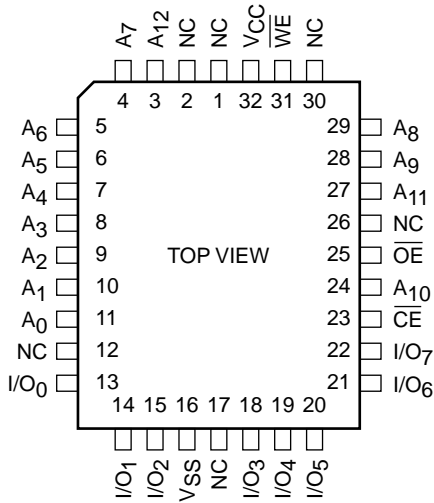 A7 A12 NC NC VCC W̅E̅ NC
4 3 2 1 32 31 30
A6 5 29 A8
A5 6 28 A9
A4 7 27 A11
A3 8 26 NC
A2 9 TOP VIEW 25 O̅E̅
A1 10 24 A10
A0 11 23 C̅E̅
NC 12 22 I/O7
I/O0 13 21 I/O6
14 15 16 17 18 19 20
I/O1 I/O2 VSS NC I/O3 I/O4 I/O5